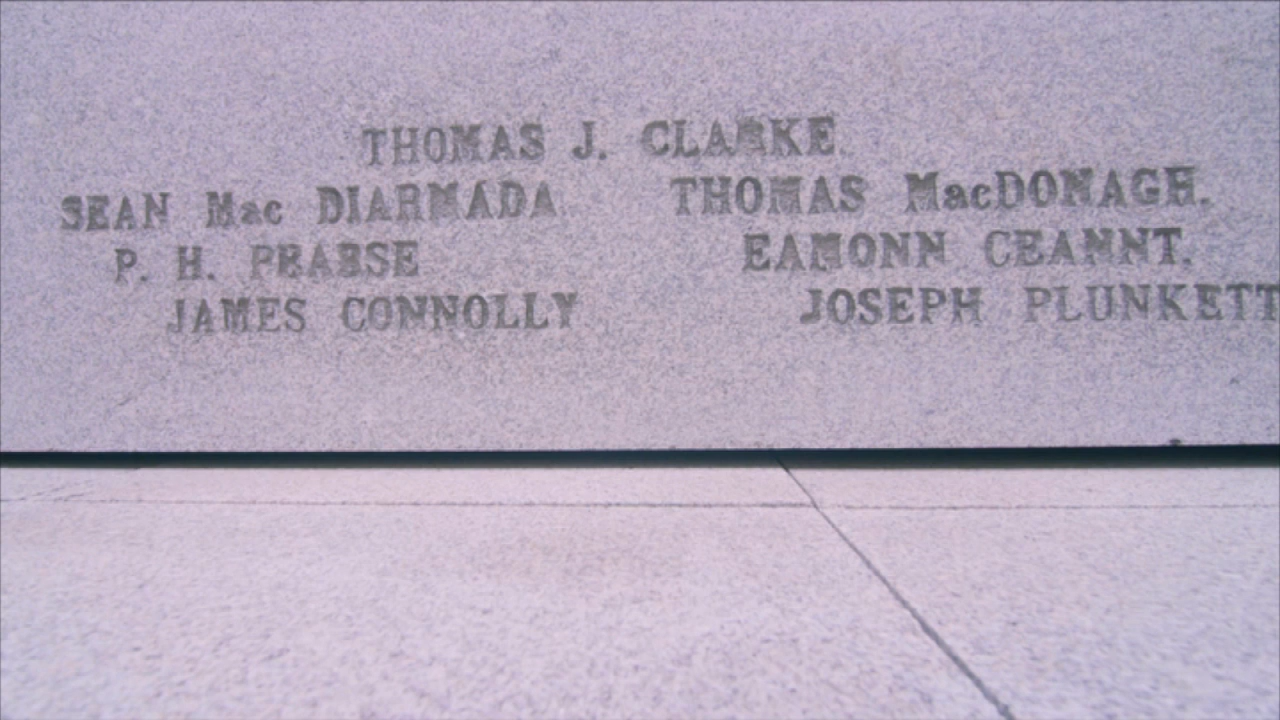 THOMAS J. CLARKE.
SEAN Mac DIARMADA THOMAS MacDONAGH.
P. H. PEARSE EAMONN CEANNT.
JAMES CONNOLLY JOSEPH PLUNKETT